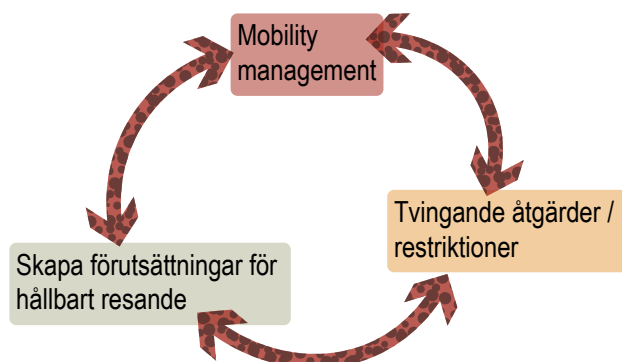 Mobility
management
Tvingande åtgärder /
restriktioner
Skapa förutsättningar för
hållbart resande